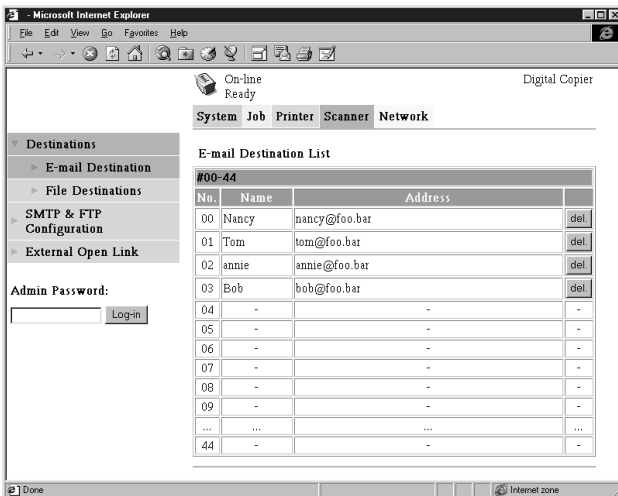 - Microsoft Internet Explorer
File Edit View Go Favorites Help
On-line
Ready
Digital Copier
System Job Printer Scanner Network
Destinations
E-mail Destination
File Destinations
SMTP & FTP
Configuration
External Open Link
Admin Password:
Log-in
E-mail Destination List
#00-44
No. Name Address
00 Nancy nancy@foo.bar del.
01 Tom tom@foo.bar del.
02 annie annie@foo.bar del.
03 Bob bob@foo.bar del.
04 - - -
05 - - -
06 - - -
07 - - -
08 - - -
09 - - -
... ... ... ...
44 - - -
Done Internet zone